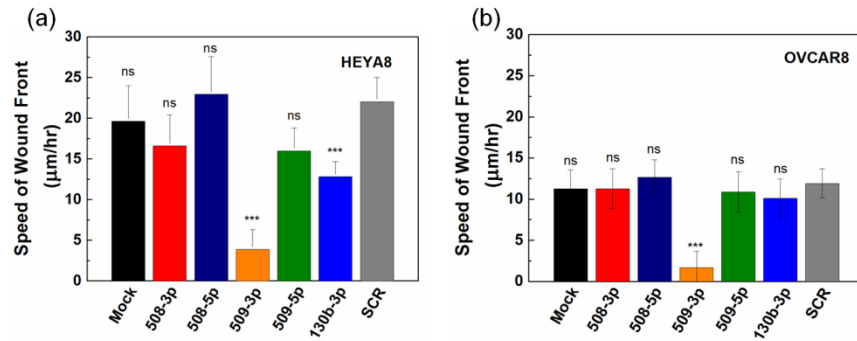 (a)
Speed of Wound Front
(µm/hr)
30
25
20
15
10
5
0
HEYA8
ns
ns
ns
***
ns
***
Mock
508-3p
508-5p
509-3p
509-5p
130b-3p
SCR
(b)
Speed of Wound Front
(µm/hr)
30
25
20
15
10
5
0
OVCAR8
ns
ns
ns
***
ns
ns
Mock
508-3p
508-5p
509-3p
509-5p
130b-3p
SCR